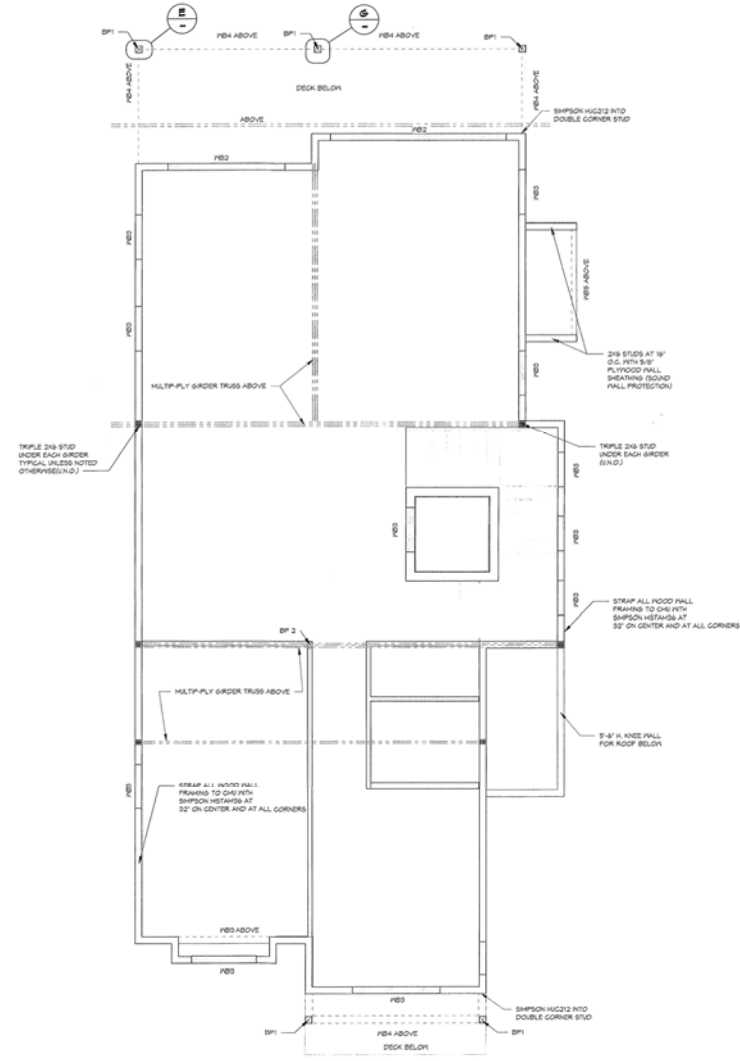 BP1
WB4 ABOVE
BP1
WB4 ABOVE
BP1
WB4 ABOVE
DECK BELOW
WB4 ABOVE
SIMPSON HUC212 INTO
DOUBLE CORNER STUD
ABOVE
WB2
WB2
WB3
WB3
WB5 ABOVE
WB3
WB3
2X6 STUDS AT 16"
O.C. WITH 5/8"
PLYWOOD WALL
SHEATHING (SOUND
WALL PROTECTION)
MULTIP-PLY GIRDER TRUSS ABOVE
TRIPLE 2X6 STUD
UNDER EACH GIRDER
TYPICAL UNLESS NOTED
OTHERWISE(U.N.O.)
TRIPLE 2X6 STUD
UNDER EACH GIRDER
(U.N.O.)
WB3
WB3
WB3
WB3
STRAP ALL WOOD WALL
FRAMING TO CMU WITH
SIMPSON HSTAM36 AT
32" ON CENTER AND AT ALL CORNERS
BP 2
MULTIP-PLY GIRDER TRUSS ABOVE
5'-6" H. KNEE WALL
FOR ROOF BELOW
STRAP ALL WOOD WALL
FRAMING TO CMU WITH
SIMPSON HSTAM36 AT
32" ON CENTER AND AT ALL CORNERS
WB3 ABOVE
WB3
WB3
SIMPSON HUC212 INTO
DOUBLE CORNER STUD
BP1
WB4 ABOVE
BP1
DECK BELOW